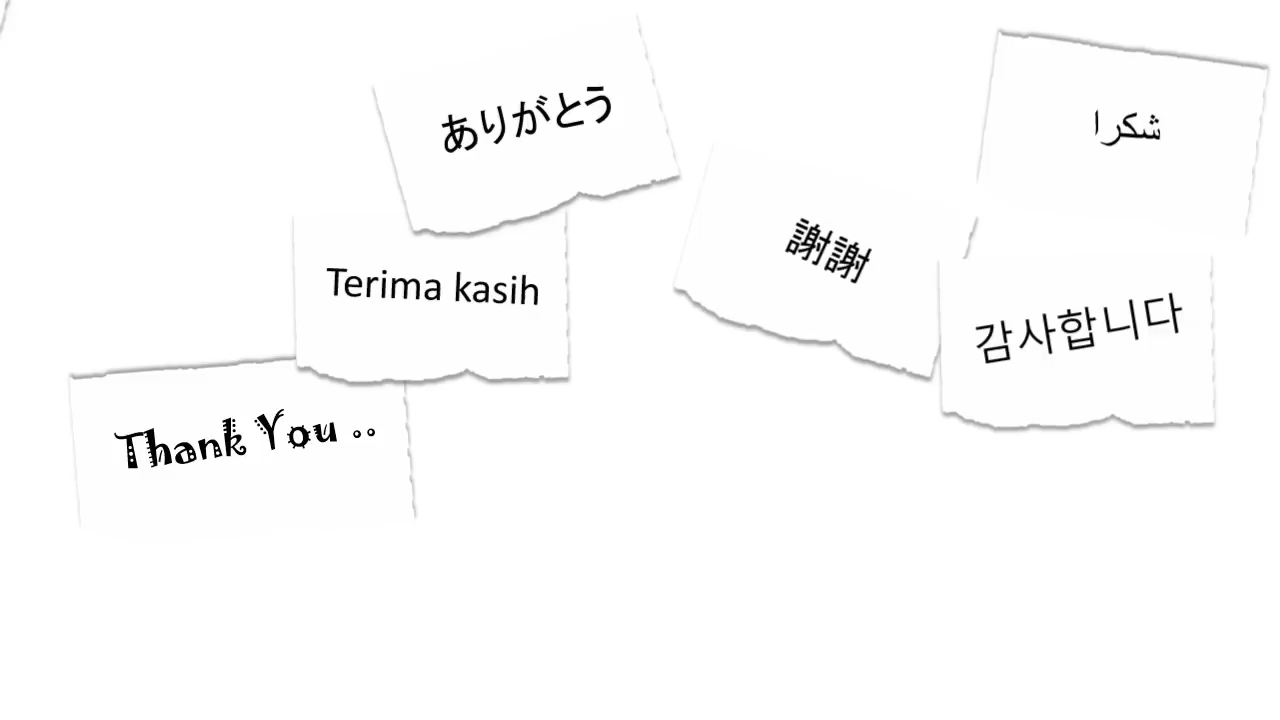 ありがとう
شكرا
謝謝
Terima kasih
감사합니다
Thank You ..